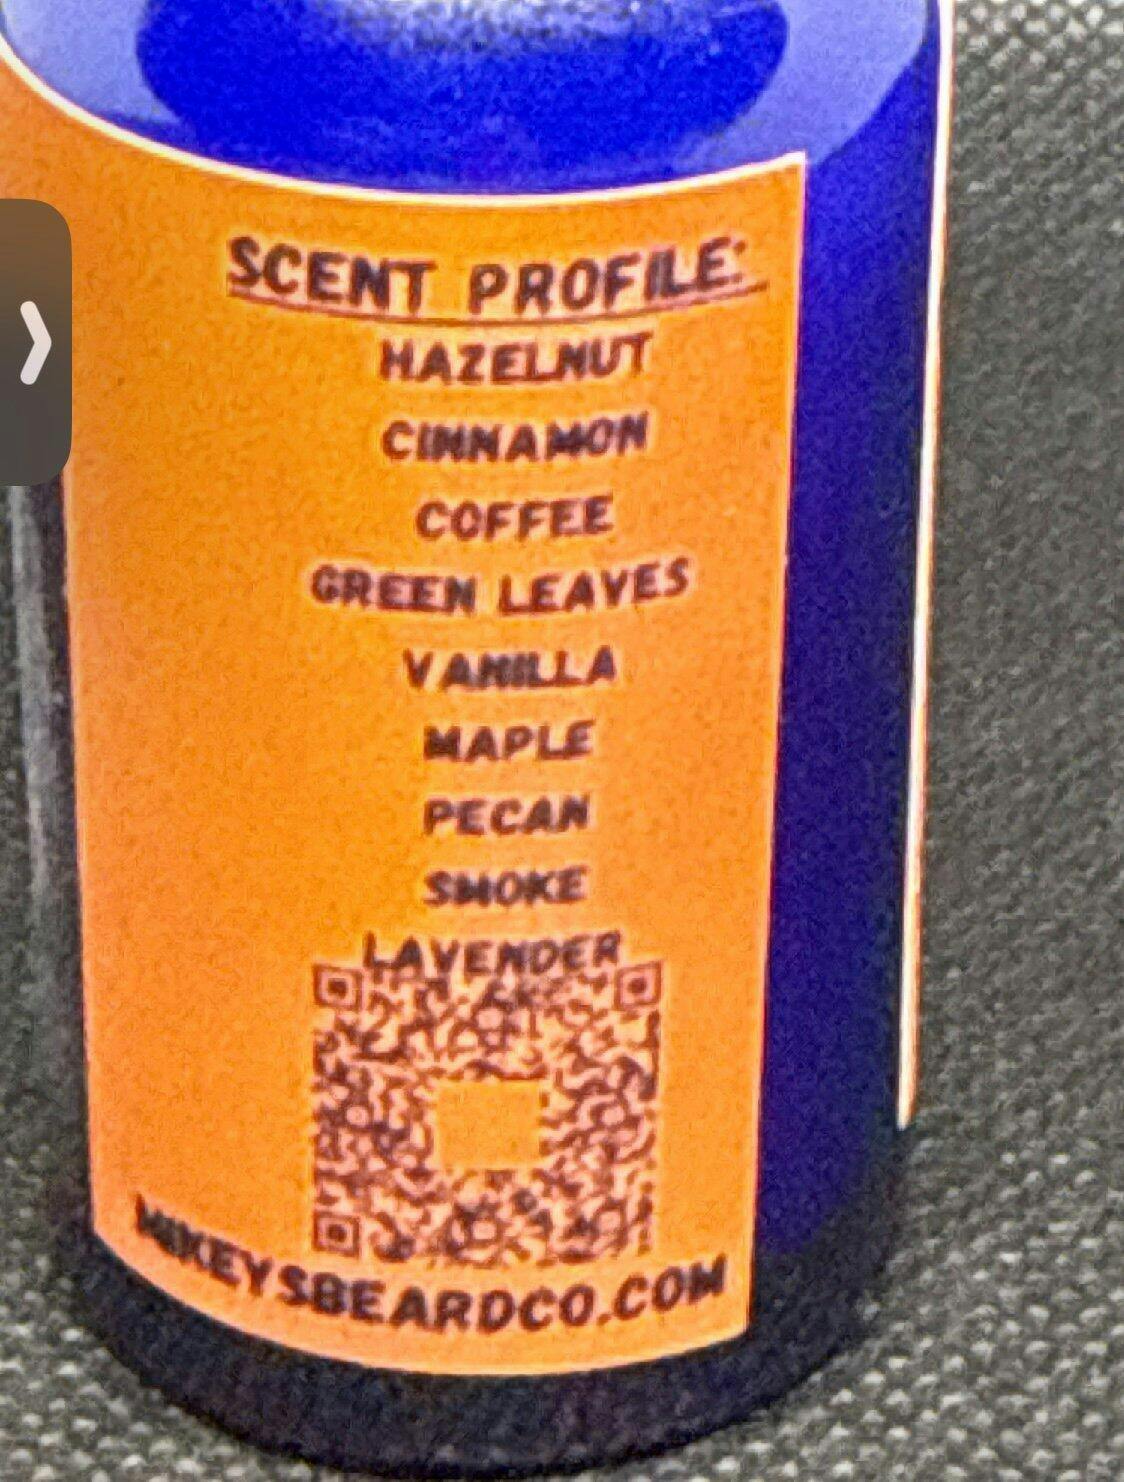 SCENT PROFILE:
HAZELNUT
CINNAMON
COFFEE
GREEN LEAVES
VANILLA
MAPLE
PECAN
SMOKE
LAVENDER
MIKEYSBEARDCO.COM